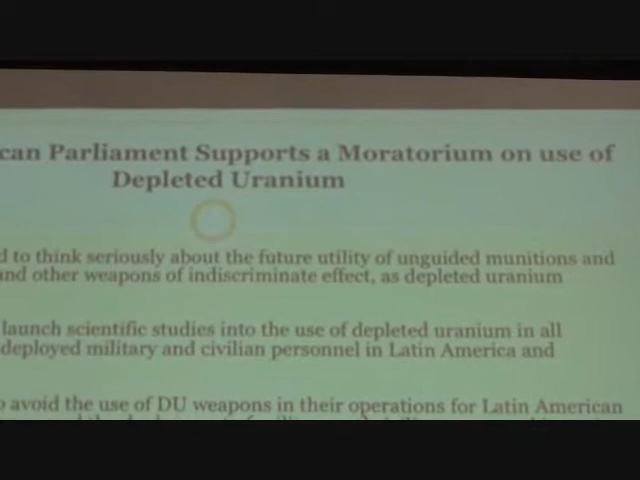 can Parliament Supports a Moratorium on use of
Depleted Uranium
d to think seriously about the future utility of unguided munitions and
and other weapons of indiscriminate effect, as depleted uranium
launch scientific studies into the use of depleted uranium in all
deployed military and civilian personnel in Latin America and
o avoid the use of DU weapons in their operations for Latin American